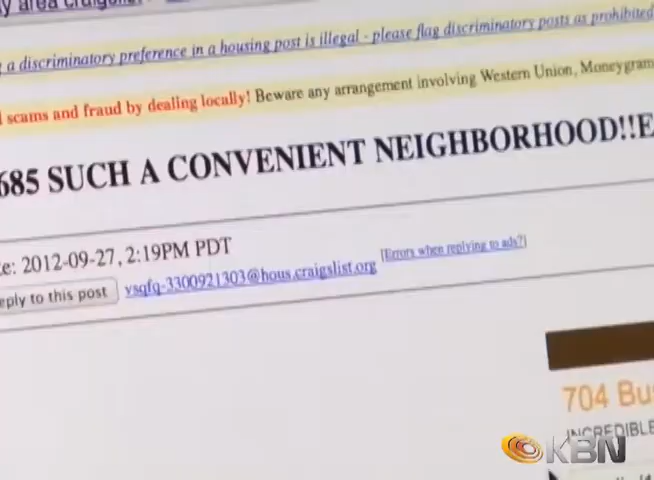 y area craigslist
a discriminatory preference in a housing post is illegal - please flag discriminatory posts as prohibited
scams and fraud by dealing locally! Beware any arrangement involving Western Union, Moneygram
685 SUCH A CONVENIENT NEIGHBORHOOD!!E
e: 2012-09-27, 2:19PM PDT
eply to this post vsqfq-3300921303@hous.craigslist.org [Errors when replying to ads?]
704 Bu
INCREDIBLE
KBN